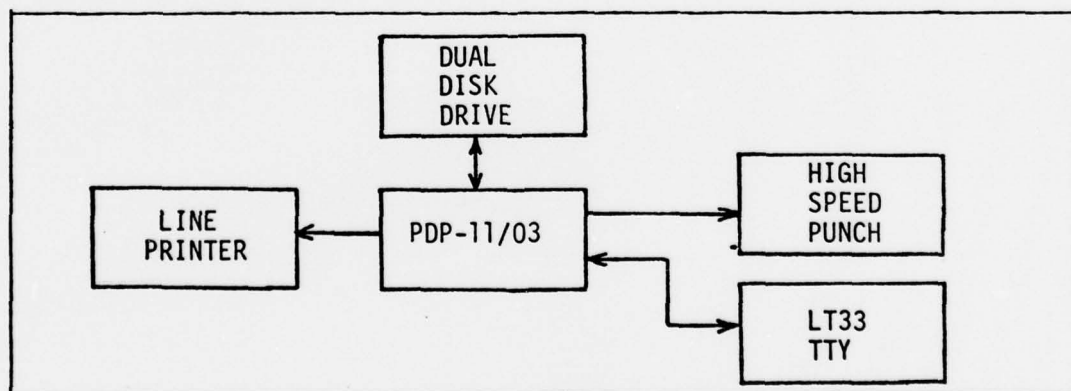 DUAL
DISK
DRIVE
LINE
PRINTER
PDP-11/03
HIGH
SPEED
PUNCH
LT33
TTY